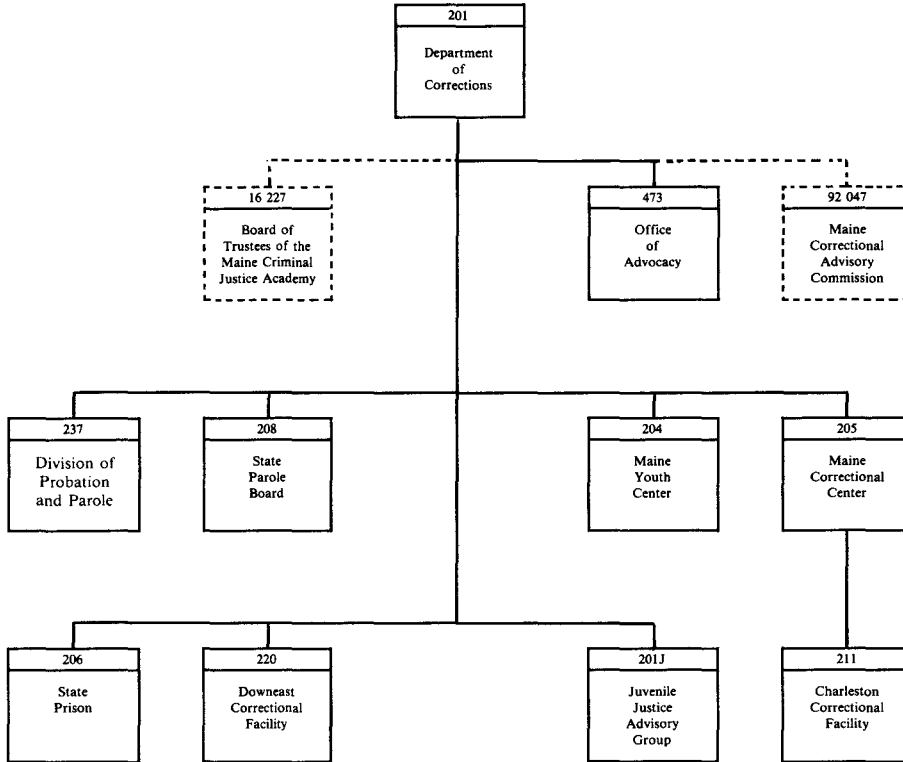 201
Department
of
Corrections
16 227
Board of
Trustees of the
Maine Criminal
Justice Academy
473
Office
of
Advocacy
92 047
Maine
Correctional
Advisory
Commission
237
Division of
Probation
and Parole
208
State
Parole
Board
204
Maine
Youth
Center
205
Maine
Correctional
Center
206
State
Prison
220
Downeast
Correctional
Facility
201J
Juvenile
Justice
Advisory
Group
211
Charleston
Correctional
Facility